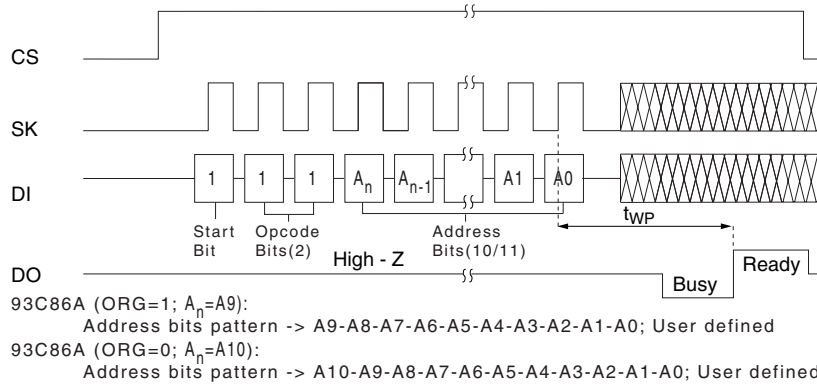 CS
SK
DI
1 1 1 An An-1 A1 A0
Start Bit
Opcode Bits(2)
Address Bits(10/11)
tWP
DO
High - Z
Busy
Ready
93C86A (ORG=1; An=A9):
Address bits pattern -> A9-A8-A7-A6-A5-A4-A3-A2-A1-A0; User defined
93C86A (ORG=0; An=A10):
Address bits pattern -> A10-A9-A8-A7-A6-A5-A4-A3-A2-A1-A0; User defined